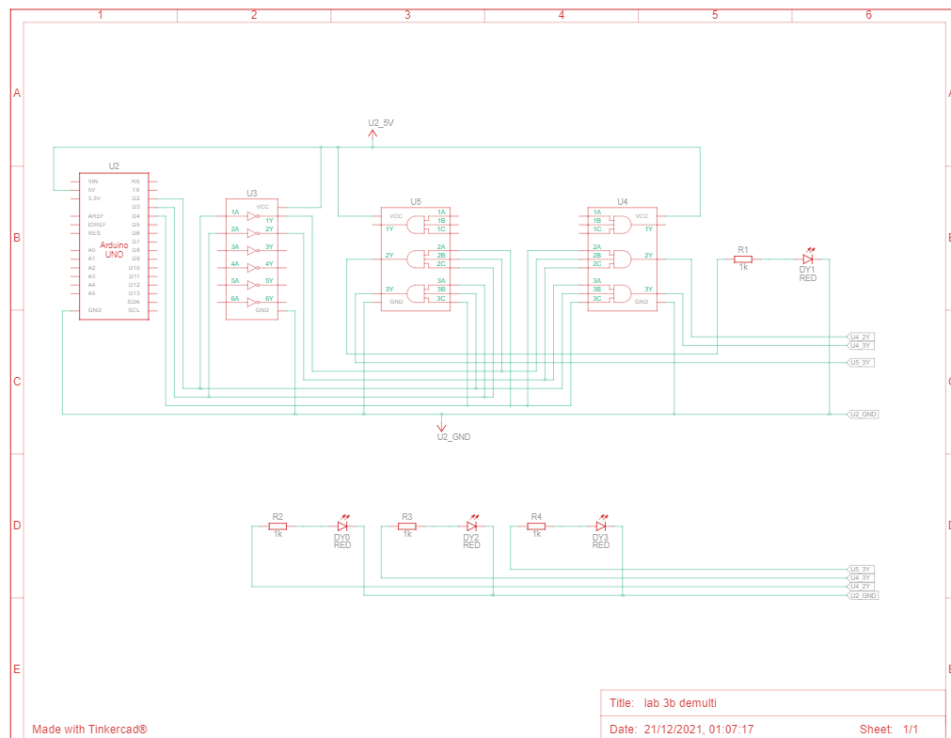 1 2 3 4 5 6
A A
U2_5V
U2
VIN RX
5V TX
3.3V D2
D3
AREF D4
IOREF D5
RES D6
D7
A0 D8
A1 D9
A2 D10
A3 D11
A4 D12
A5 D13
SDA
GND SCL
Arduino
UNO
U3
VCC
1A 1Y
2A 2Y
3A 3Y
4A 4Y
5A 5Y
6A 6Y
GND
U5
VCC 1A
1Y 1B
1C
2A
2Y 2B
2C
3A
3Y 3B
GND 3C
U4
1A VCC
1B 1Y
1C
2A
2B 2Y
2C
3A
3B 3Y
3C GND
R1
1k
DY1
RED
B B
U4_2Y
U4_3Y
U5_3Y
C C
U2_GND
U2_GND
R2
1k
DY0
RED
R3
1k
DY2
RED
R4
1k
DY3
RED
D D
U5_3Y
U4_3Y
U4_2Y
U2_GND
E E
Title: lab 3b demulti
Made with Tinkercad®
Date: 21/12/2021, 01:07:17 Sheet: 1/1